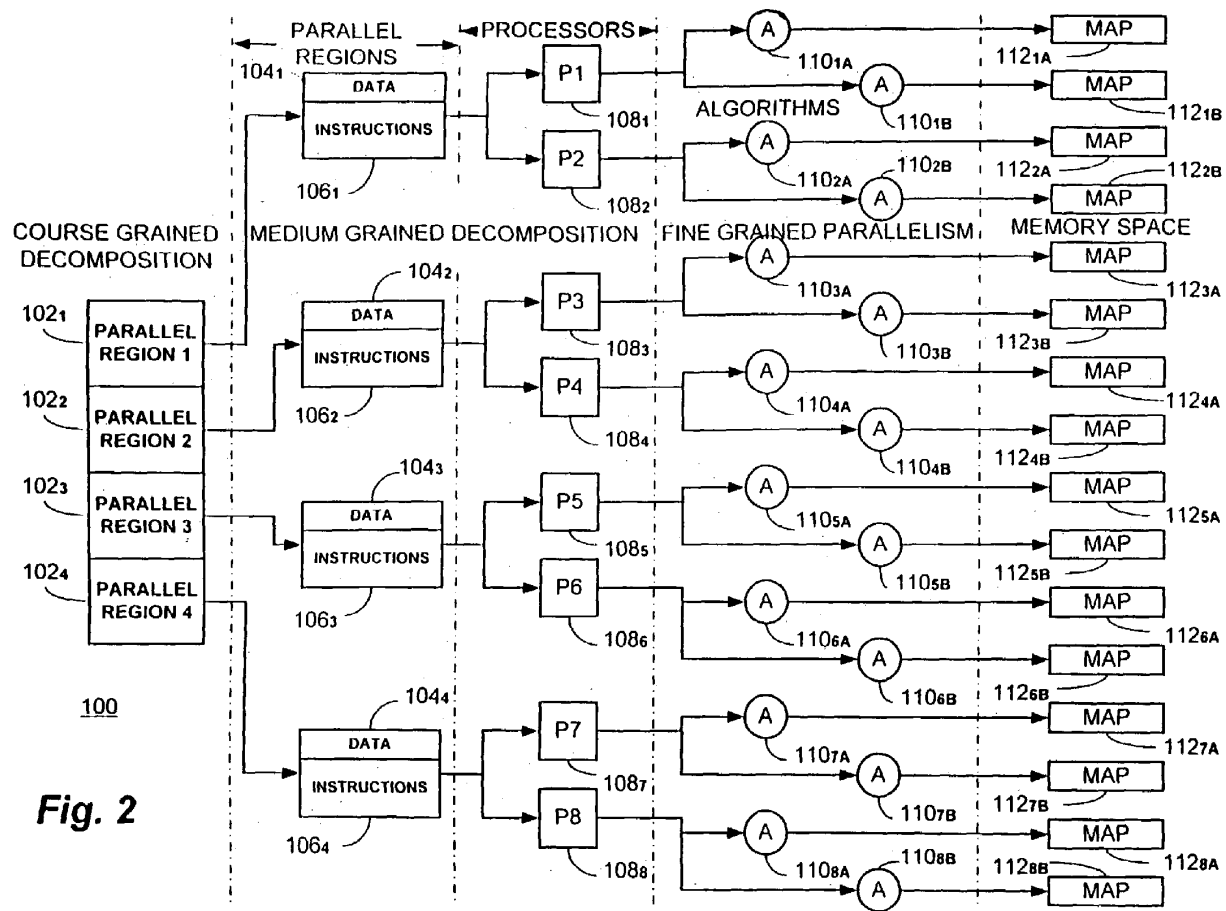 PARALLEL
REGIONS
PROCESSORS
104₁
DATA
INSTRUCTIONS
106₁
P1
108₁
P2
108₂
ALGORITHMS
A
110₁A
A
110₁B
A
110₂A
A
110₂B
MAP
112₁A
MAP
112₁B
MAP
112₂A
MAP
112₂B
COURSE GRAINED
DECOMPOSITION
MEDIUM GRAINED DECOMPOSITION
FINE GRAINED PARALLELISM
MEMORY SPACE
102₁
PARALLEL
REGION 1
102₂
PARALLEL
REGION 2
102₃
PARALLEL
REGION 3
102₄
PARALLEL
REGION 4
104₂
DATA
INSTRUCTIONS
106₂
P3
108₃
P4
108₄
A
110₃A
A
110₃B
A
110₄A
A
110₄B
MAP
112₃A
MAP
112₃B
MAP
112₄A
MAP
112₄B
104₃
DATA
INSTRUCTIONS
106₃
P5
108₅
P6
108₆
A
110₅A
A
110₅B
A
110₆A
A
110₆B
MAP
112₅A
MAP
112₅B
MAP
112₆A
MAP
112₆B
104₄
DATA
INSTRUCTIONS
106₄
P7
108₇
P8
108₈
A
110₇A
A
110₇B
A
110₈A
A
110₈B
MAP
112₇A
MAP
112₇B
MAP
112₈A
MAP
112₈B
100
Fig. 2